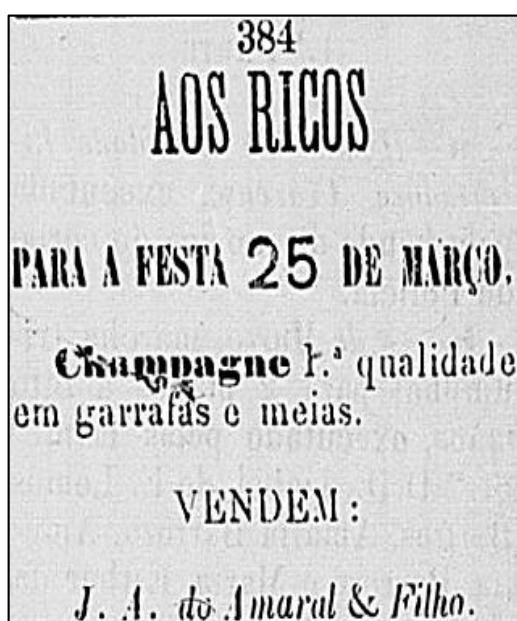 384
AOS RICOS
PARA A FESTA 25 DE MARÇO.
Champagne 1.ª qualidade
em garrafas e meias.
VENDEM:
J. A. do Amaral & Filho.